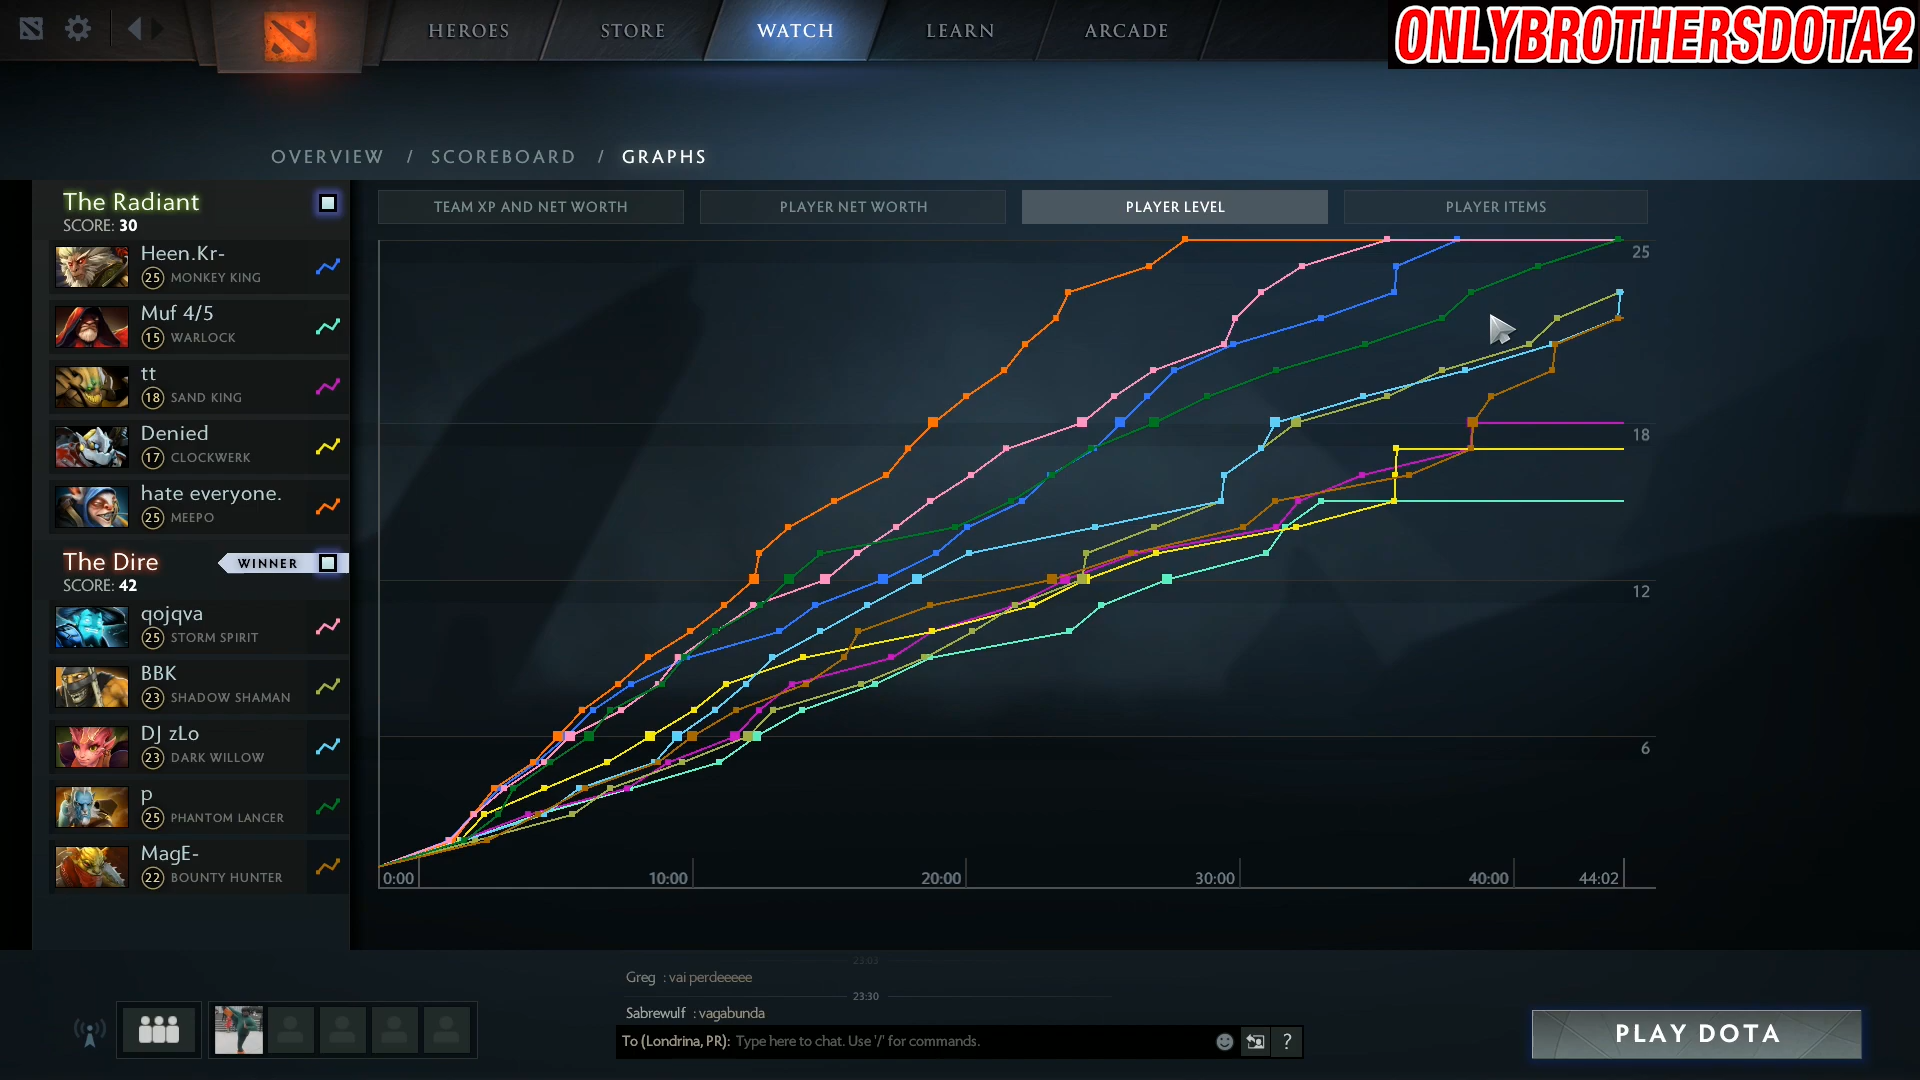 HEROES
STORE
WATCH
LEARN
ARCADE
ONLYBROTHERSDOTA2
OVERVIEW / SCOREBOARD / GRAPHS
The Radiant
SCORE: 30
Heen.Kr-
25 MONKEY KING
Muf 4/5
15 WARLOCK
tt
18 SAND KING
Denied
17 CLOCKWERK
hate everyone.
25 MEEPO
The Dire
WINNER
SCORE: 42
qojqva
25 STORM SPIRIT
BBK
23 SHADOW SHAMAN
DJ zLo
23 DARK WILLOW
p
25 PHANTOM LANCER
MagE-
22 BOUNTY HUNTER
TEAM XP AND NET WORTH
PLAYER NET WORTH
PLAYER LEVEL
PLAYER ITEMS
25
18
12
6
0:00
10:00
20:00
30:00
40:00
44:02
23:03
Greg : vai perdeeeee
23:30
Sabrewulf : vagabunda
To (Londrina, PR): Type here to chat. Use '/' for commands.
?
PLAY DOTA